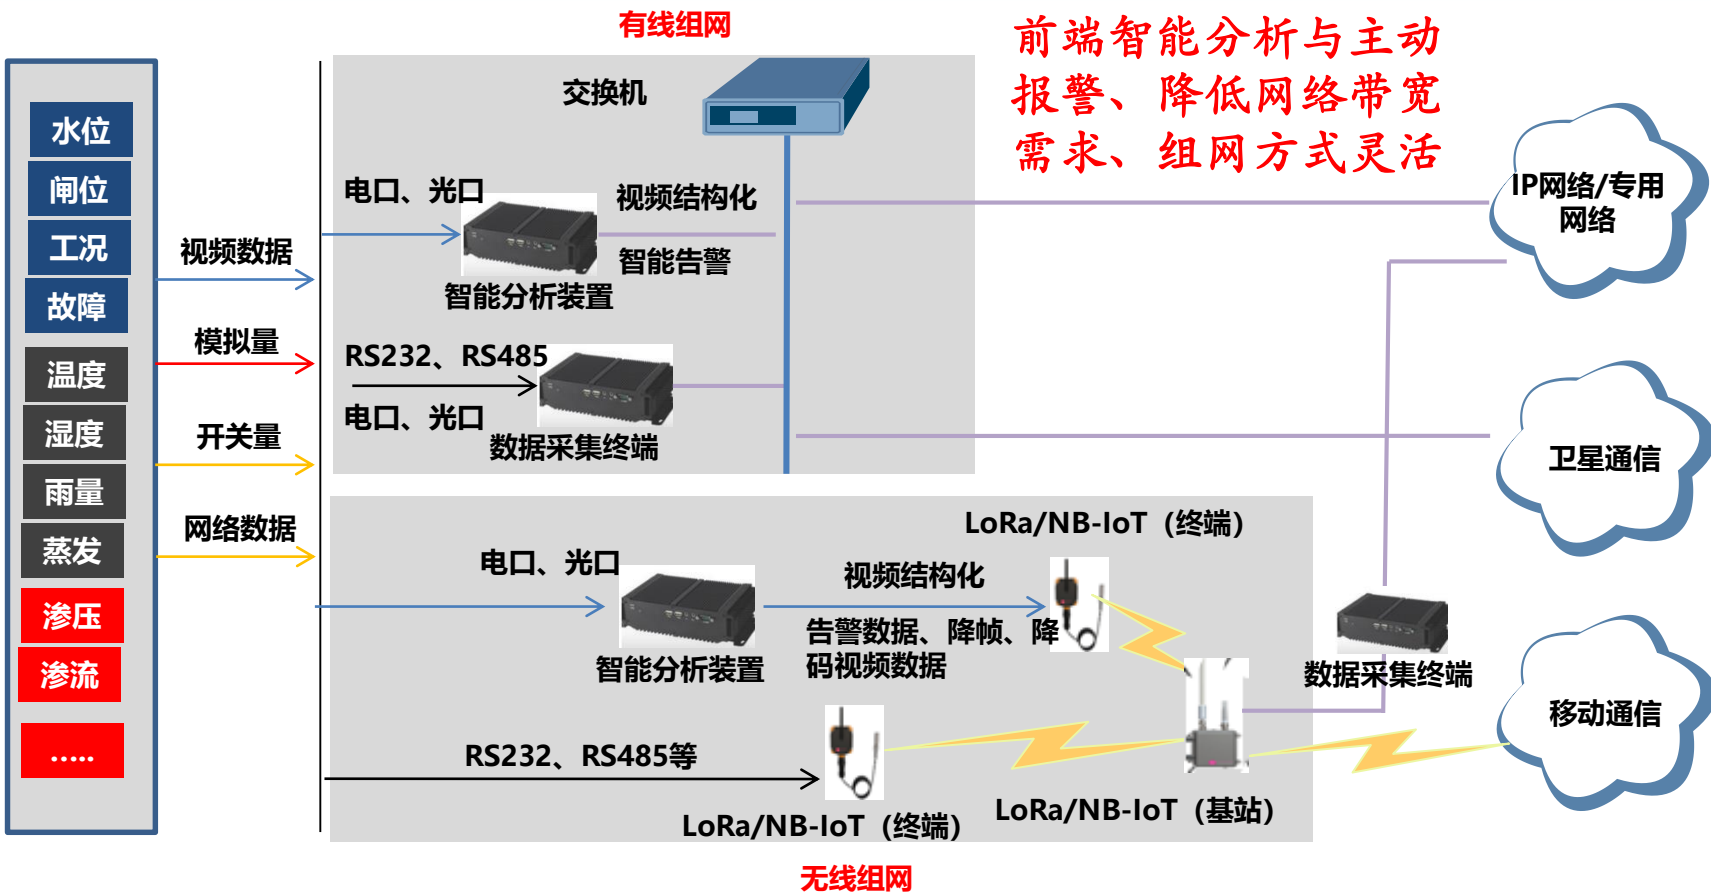 有线组网
前端智能分析与主动
报警、降低网络带宽
需求、组网方式灵活
水位
闸位
工况
故障
温度
湿度
雨量
蒸发
渗压
渗流
.....
视频数据
模拟量
开关量
网络数据
交换机
电口、光口
视频结构化
智能告警
智能分析装置
RS232、RS485
电口、光口
数据采集终端
IP网络/专用
网络
卫星通信
移动通信
LoRa/NB-IoT（终端）
电口、光口
视频结构化
告警数据、降帧、降
码视频数据
智能分析装置
数据采集终端
RS232、RS485等
LoRa/NB-IoT（终端）
LoRa/NB-IoT（基站）
无线组网